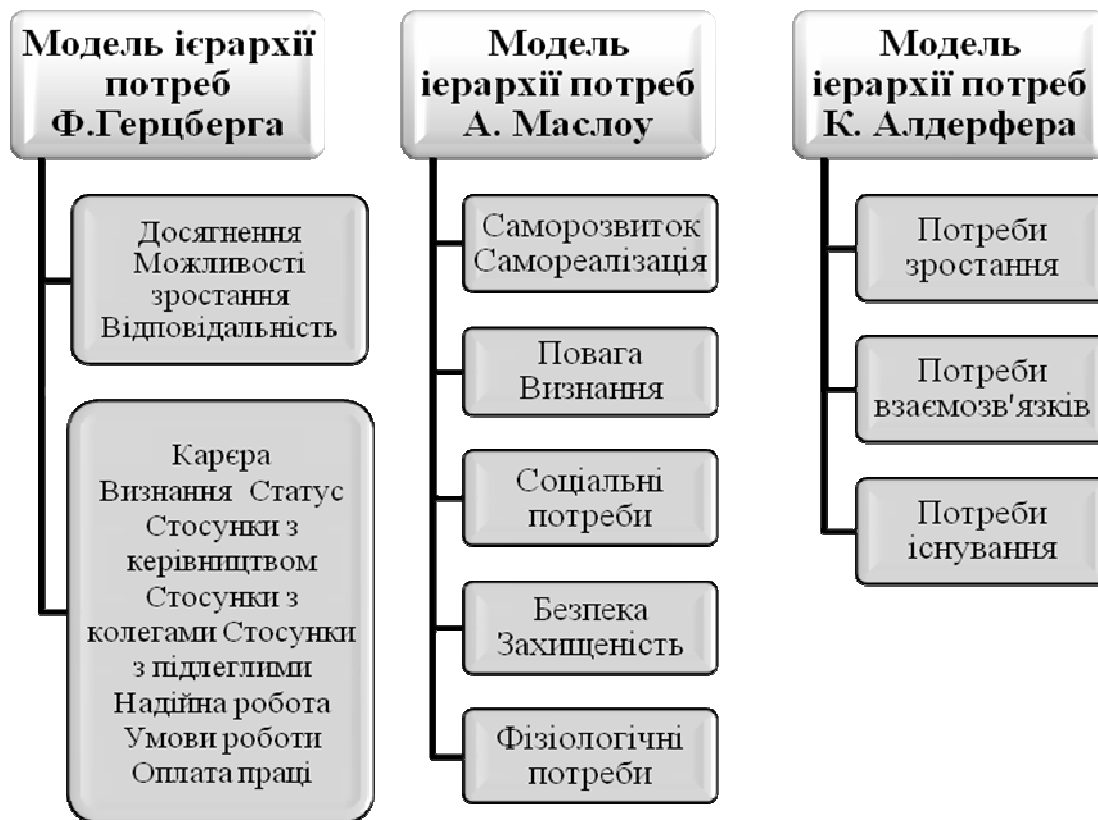 Модель ієрархії
потреб
Ф.Герцберга
Досягнення
Можливості
зростання
Відповідальність
Карєра
Визнання Статус
Стосунки з
керівництвом
Стосунки з
колегами Стосунки
з підлеглими
Надійна робота
Умови роботи
Оплата праці
Модель
ієрархії потреб
А. Маслоу
Саморозвиток
Самореалізація
Повага
Визнання
Соціальні
потреби
Безпека
Захищеність
Фізіологічні
потреби
Модель
ієрархії потреб
К. Алдерфера
Потреби
зростання
Потреби
взаємозв'язків
Потреби
існування